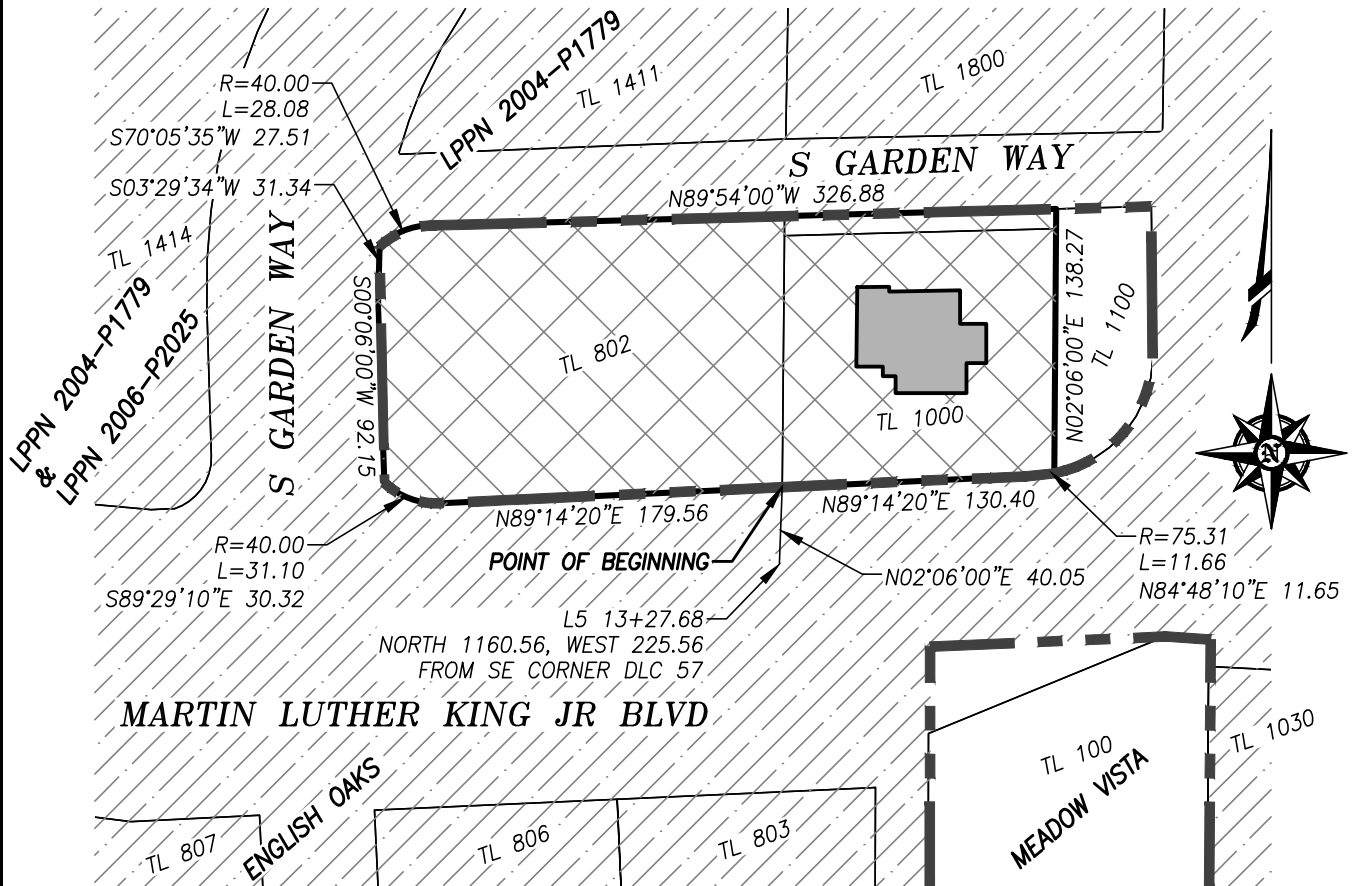 LPPN 2004-P1779
TL 1411
TL 1800
R=40.00
L=28.08
S70°05'35"W 27.51
S GARDEN WAY
S03°29'34"W 31.34
N89°54'00"W 326.88
TL 1414
LPPN 2004-P1779
&
LPPN 2006-P2025
S GARDEN WAY
S00°06'00"W 92.15
TL 802
TL 1000
N02°06'00"E 138.27
TL 1100
N
N89°14'20"E 179.56
N89°14'20"E 130.40
POINT OF BEGINNING
R=40.00
L=31.10
S89°29'10"E 30.32
N02°06'00"E 40.05
R=75.31
L=11.66
N84°48'10"E 11.65
L5 13+27.68
NORTH 1160.56, WEST 225.56
FROM SE CORNER DLC 57
MARTIN LUTHER KING JR BLVD
TL 100
MEADOW VISTA
TL 1030
ENGLISH OAKS
TL 807
TL 806
TL 803